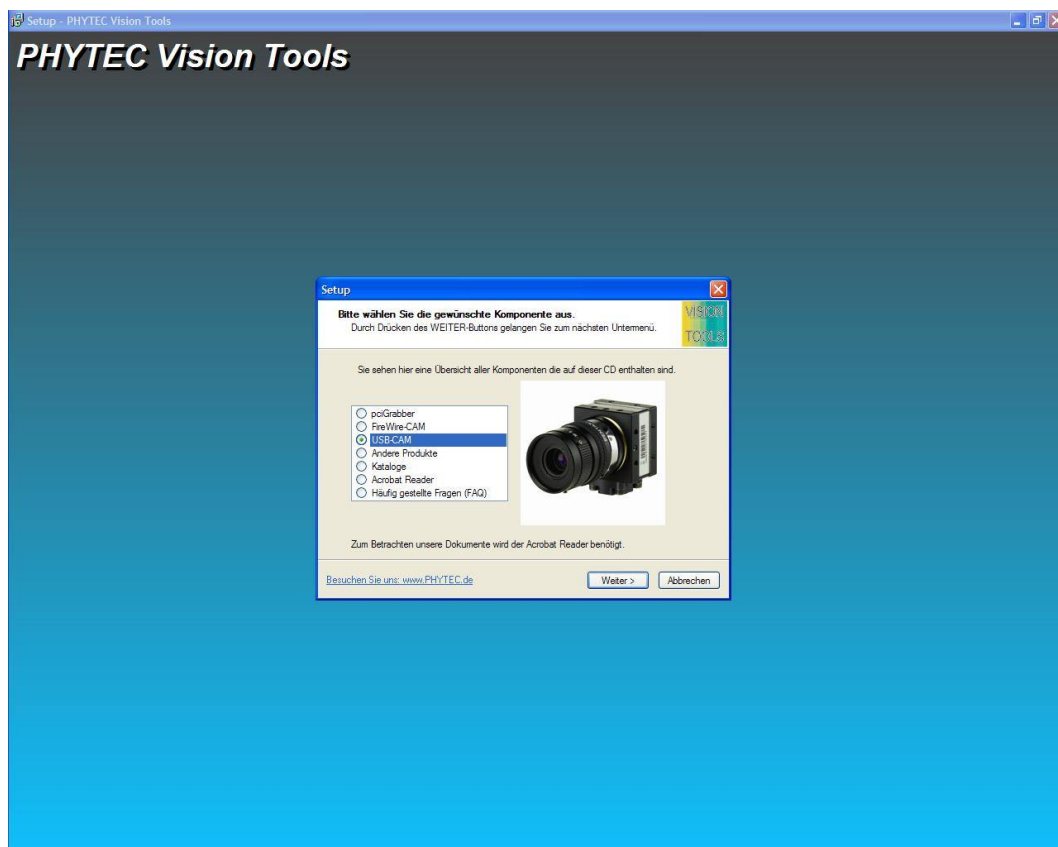 Setup - PHYTEC Vision Tools
PHYTEC Vision Tools
Setup
Bitte wählen Sie die gewünschte Komponente aus.
Durch Drücken des WEITER-Buttons gelangen Sie zum nächsten Untermenü.
VISION
TOOLS
Sie sehen hier eine Übersicht aller Komponenten die auf dieser CD enthalten sind.
pciGrabber
FireWire-CAM
USB-CAM
Andere Produkte
Kataloge
Acrobat Reader
Häufig gestellte Fragen (FAQ)
Zum Betrachten unsere Dokumente wird der Acrobat Reader benötigt.
Besuchen Sie uns: www.PHYTEC.de
Weiter >
Abbrechen